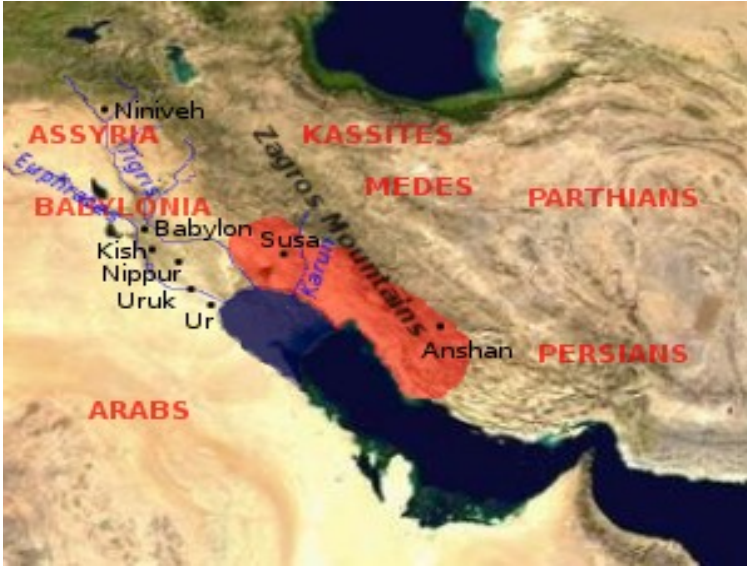 Niniveh
ASSYRIA
KASSITES
Tigris
Zagros Mountains
Euphrates
MEDES
PARTHIANS
BABYLONIA
Babylon
Susa
Kish
Nippur
Karun
Uruk
Ur
Anshan
PERSIANS
ARABS